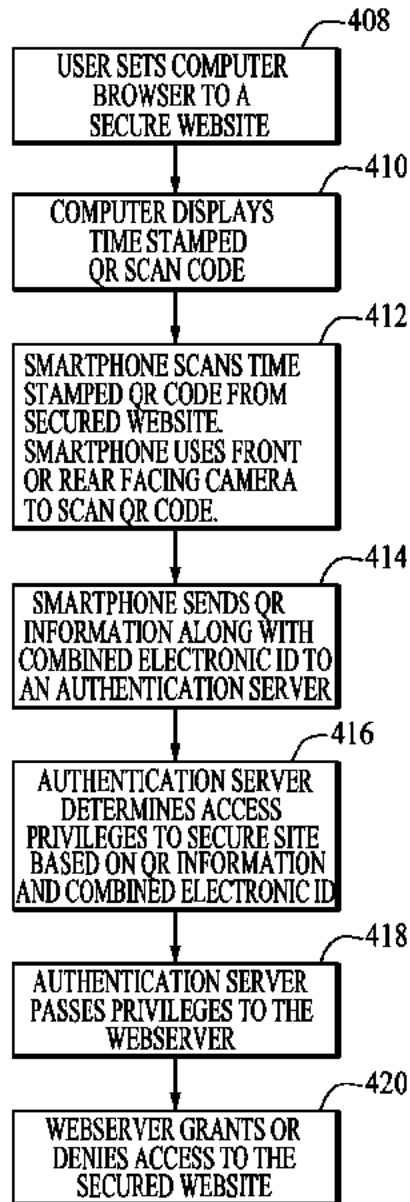 408
USER SETS COMPUTER
BROWSER TO A
SECURE WEBSITE
410
COMPUTER DISPLAYS
TIME STAMPED
QR SCAN CODE
412
SMARTPHONE SCANS TIME
STAMPED QR CODE FROM
SECURED WEBSITE.
SMARTPHONE USES FRONT
OR REAR FACING CAMERA
TO SCAN QR CODE.
414
SMARTPHONE SENDS QR
INFORMATION ALONG WITH
COMBINED ELECTRONIC ID TO
AN AUTHENTICATION SERVER
416
AUTHENTICATION SERVER
DETERMINES ACCESS
PRIVILEGES TO SECURE SITE
BASED ON QR INFORMATION
AND COMBINED ELECTRONIC ID
418
AUTHENTICATION SERVER
PASSES PRIVILEGES TO THE
WEBSERVER
420
WEBSERVER GRANTS OR
DENIES ACCESS TO THE
SECURED WEBSITE